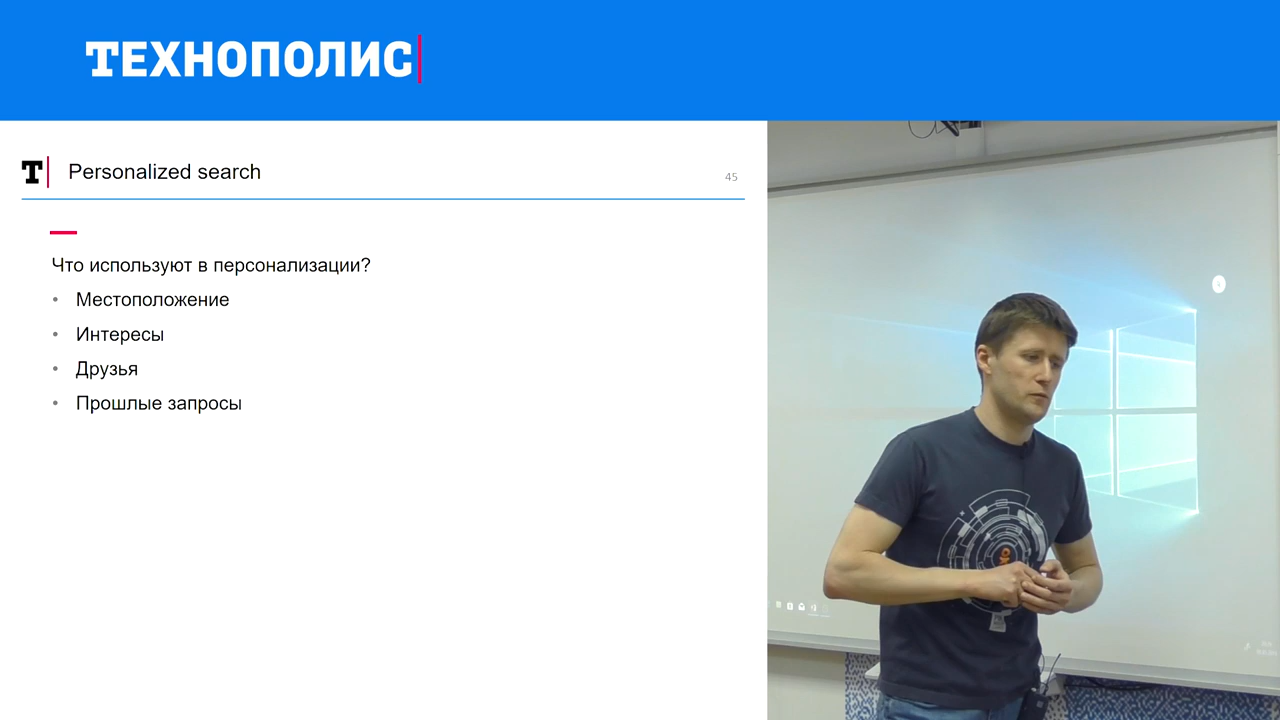 ТЕХНОПОЛИС
Т
Personalized search
45
Что используют в персонализации?
• Местоположение
• Интересы
• Друзья
• Прошлые запросы